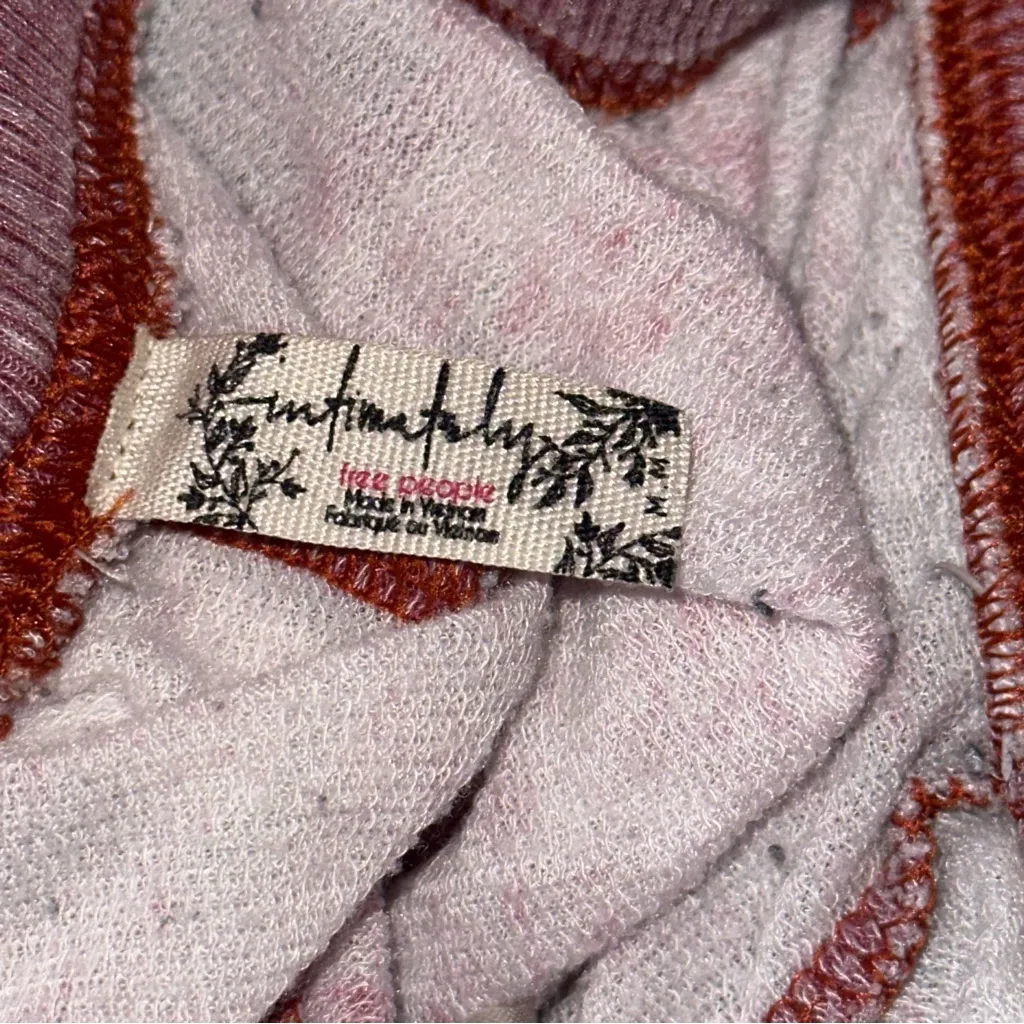 intimately
free people
Made in Vietnam
Fabriqué au Vietnam
M M